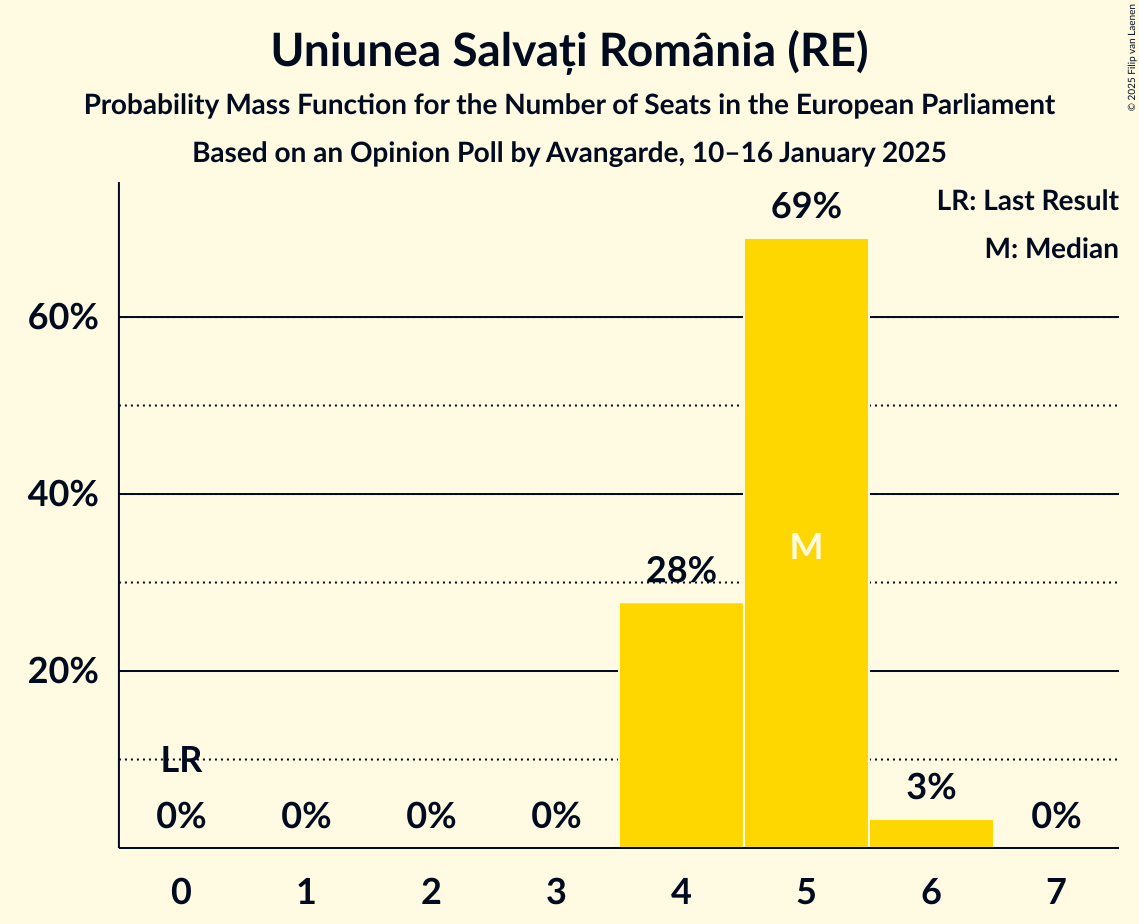 Uniunea Salvați România (RE)
Probability Mass Function for the Number of Seats in the European Parliament
Based on an Opinion Poll by Avangarde, 10–16 January 2025
© 2025 Filip van Laenen
LR: Last Result
M: Median
69%
60%
40%
M
28%
20%
LR
3%
0% 0% 0% 0% 0%
0 1 2 3 4 5 6 7